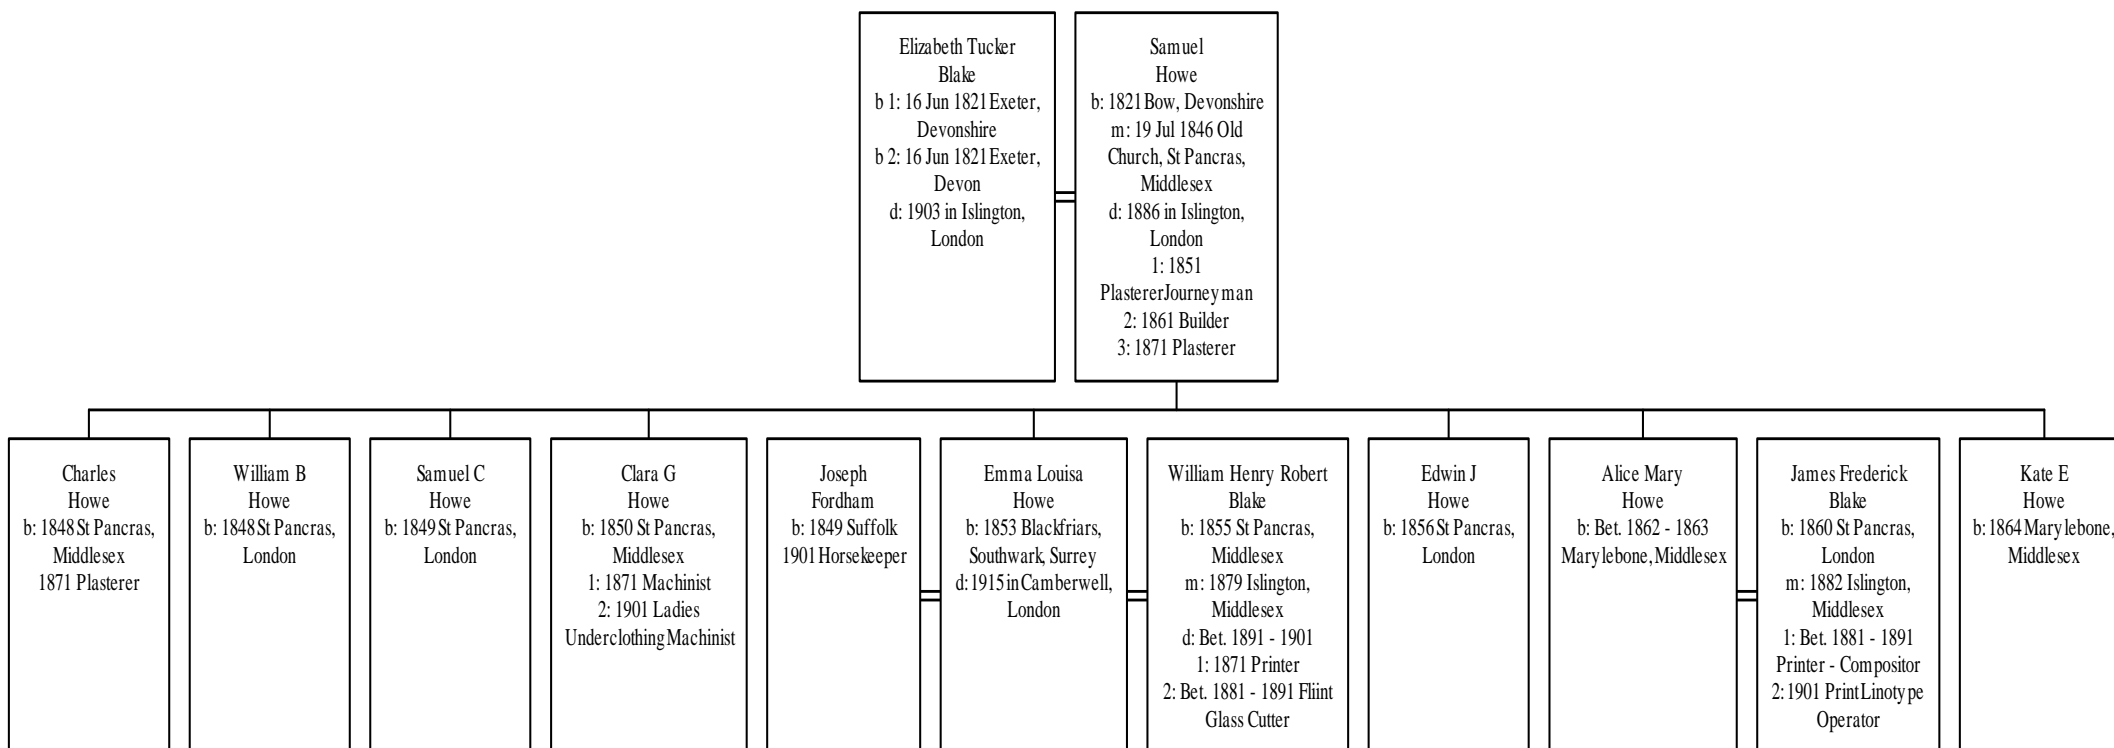 Elizabeth Tucker
Blake
b 1: 16 Jun 1821 Exeter,
Devonshire
b 2: 16 Jun 1821 Exeter,
Devon
d: 1903 in Islington,
London
Samuel
Howe
b: 1821 Bow, Devonshire
m: 19 Jul 1846 Old
Church, St Pancras,
Middlesex
d: 1886 in Islington,
London
1: 1851
Plasterer Journeyman
2: 1861 Builder
3: 1871 Plasterer
Charles
Howe
b: 1848 St Pancras,
Middlesex
1871 Plasterer
William B
Howe
b: 1848 St Pancras,
London
Samuel C
Howe
b: 1849 St Pancras,
London
Clara G
Howe
b: 1850 St Pancras,
Middlesex
1: 1871 Machinist
2: 1901 Ladies
Underclothing Machinist
Joseph
Fordham
b: 1849 Suffolk
1901 Horsekeeper
Emma Louisa
Howe
b: 1853 Blackfriars,
Southwark, Surrey
d: 1915 in Camberwell,
London
William Henry Robert
Blake
b: 1855 St Pancras,
Middlesex
m: 1879 Islington,
Middlesex
d: Bet. 1891 - 1901
1: 1871 Printer
2: Bet. 1881 - 1891 Fliint
Glass Cutter
Edwin J
Howe
b: 1856 St Pancras,
London
Alice Mary
Howe
b: Bet. 1862 - 1863
Marylebone, Middlesex
James Frederick
Blake
b: 1860 St Pancras,
London
m: 1882 Islington,
Middlesex
1: Bet. 1881 - 1891
Printer - Compositor
2: 1901 Print Linotype
Operator
Kate E
Howe
b: 1864 Marylebone,
Middlesex